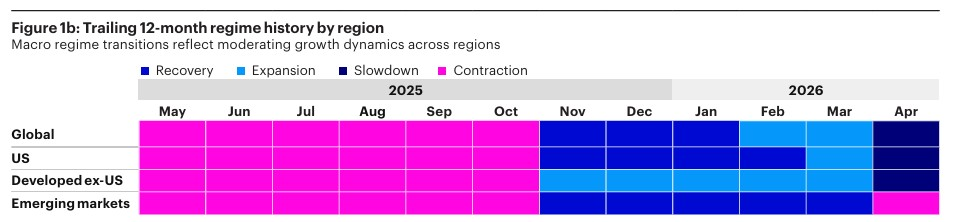 Figure 1b: Trailing 12-month regime history by region
Macro regime transitions reflect moderating growth dynamics across regions
Recovery Expansion Slowdown Contraction
2025 2026
May Jun Jul Aug Sep Oct Nov Dec Jan Feb Mar Apr
Global
US
Developed ex-US
Emerging markets